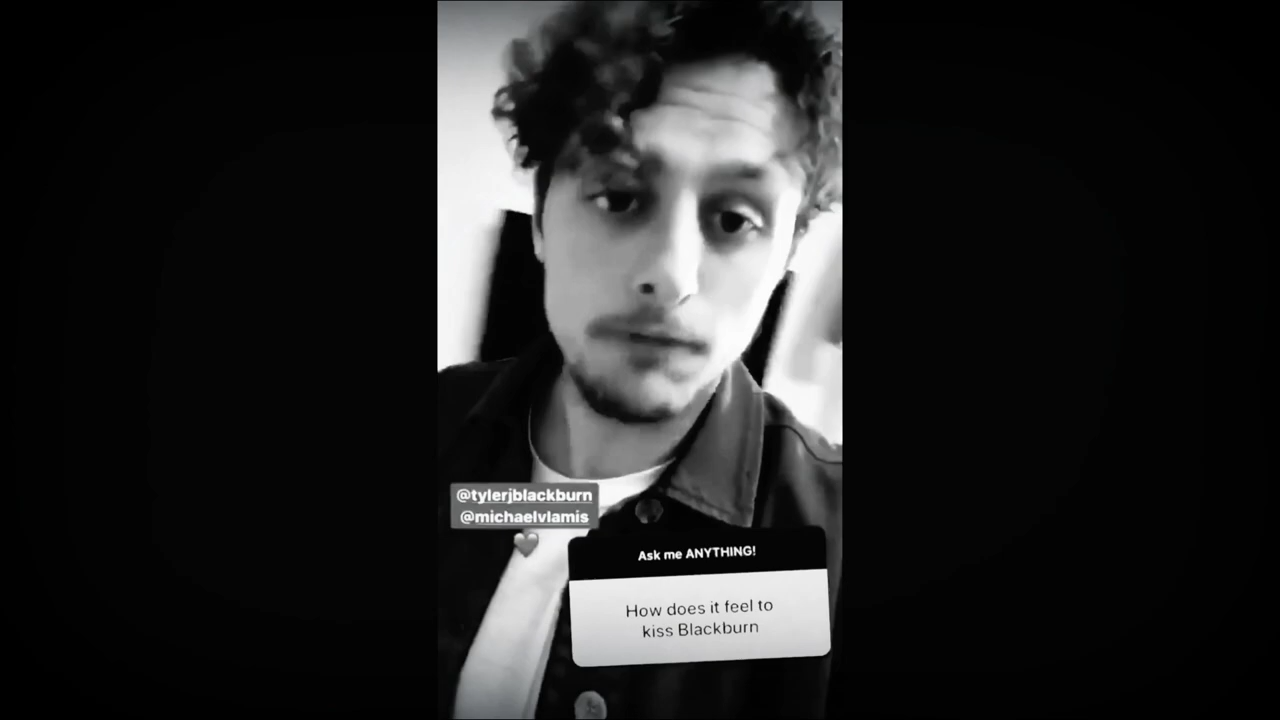 @tylerjblackburn
@michaelvlamis
Ask me ANYTHING!
How does it feel to
kiss Blackburn